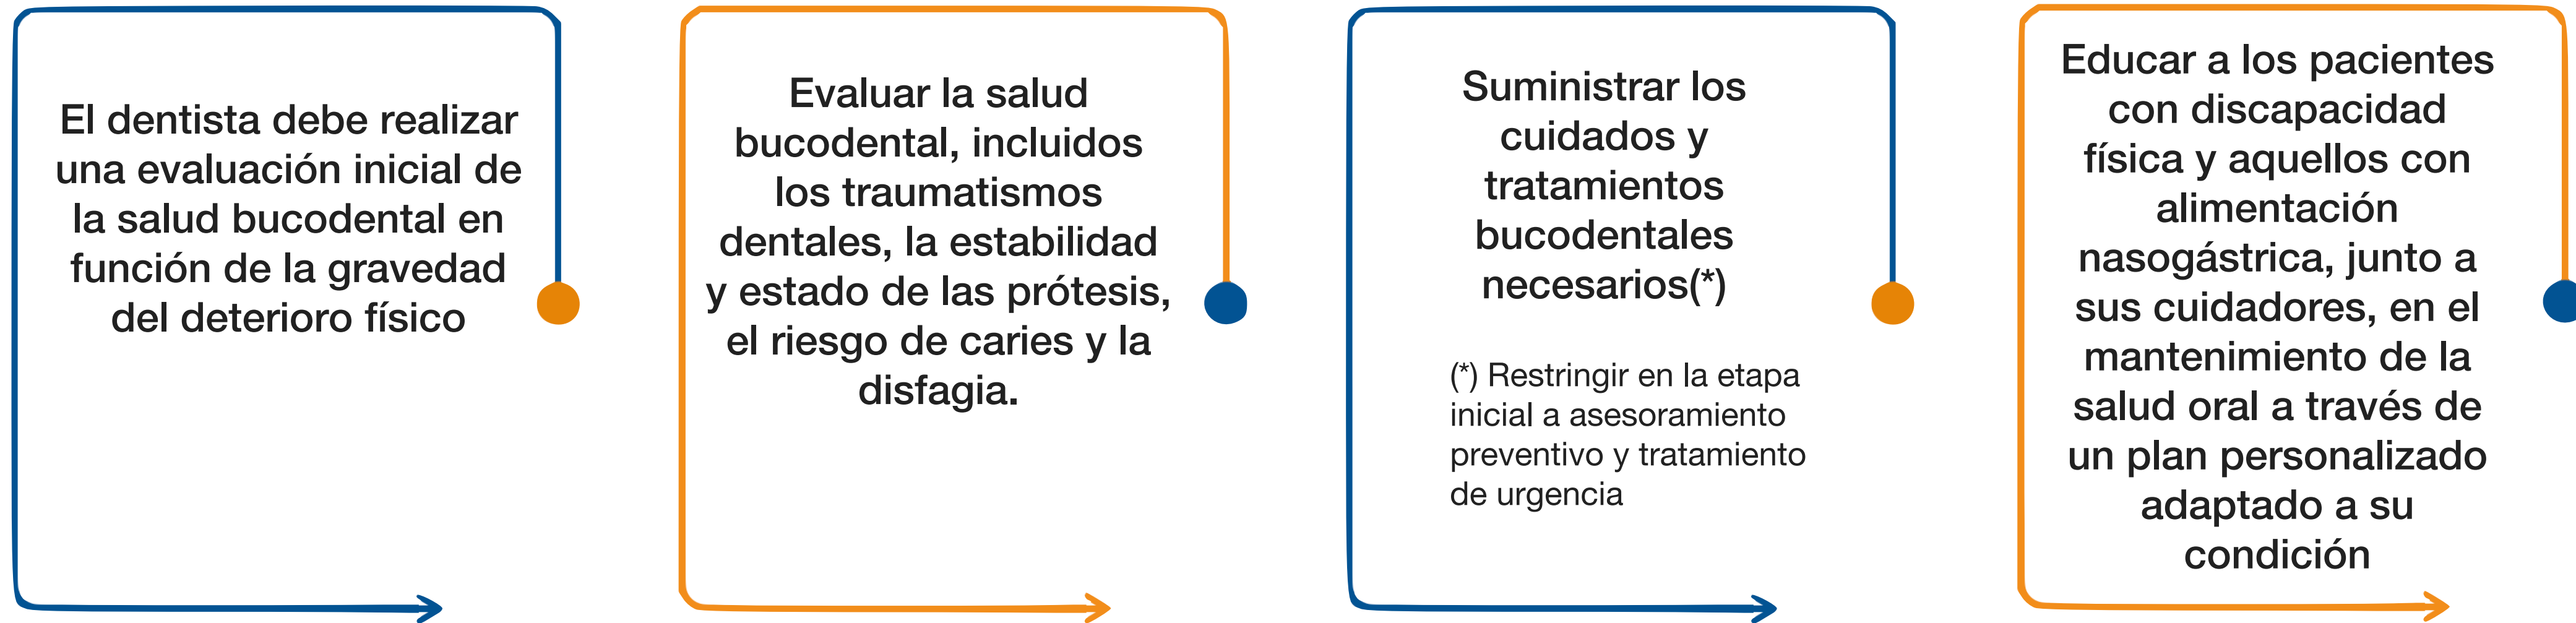 El dentista debe realizar
una evaluación inicial de
la salud bucodental en
función de la gravedad
del deterioro físico
Evaluar la salud
bucodental, incluidos
los traumatismos
dentales, la estabilidad
y estado de las prótesis,
el riesgo de caries y la
disfagia.
Suministrar los
cuidados y
tratamientos
bucodentales
necesarios(*)
(*) Restringir en la etapa
inicial a asesoramiento
preventivo y tratamiento
de urgencia
Educar a los pacientes
con discapacidad
física y aquellos con
alimentación
nasogástrica, junto a
sus cuidadores, en el
mantenimiento de la
salud oral a través de
un plan personalizado
adaptado a su
condición